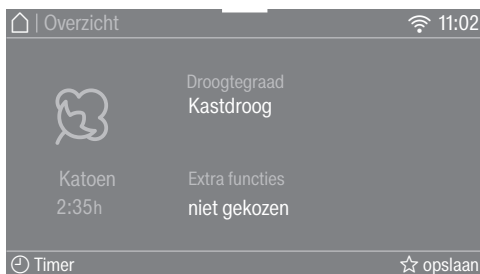 | Overzicht 11:02
Droogtegraad
Kastdroog
Katoen
2:35h
Extra functies
niet gekozen
Timer opslaan